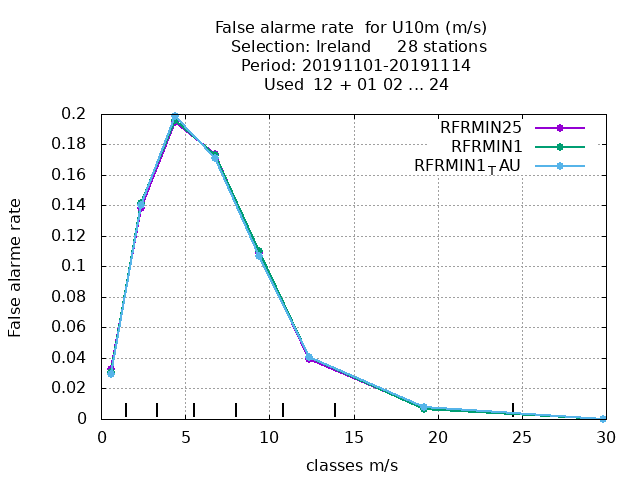 False alarme rate  for U10m (m/s)
Selection: Ireland     28 stations
Period: 20191101-20191114
Used  12 + 01 02 ... 24
RFRMIN25
RFRMIN1
RFRMIN1TAU
False alarme rate
0.2
0.18
0.16
0.14
0.12
0.1
0.08
0.06
0.04
0.02
0
0 5 10 15 20 25 30
classes m/s